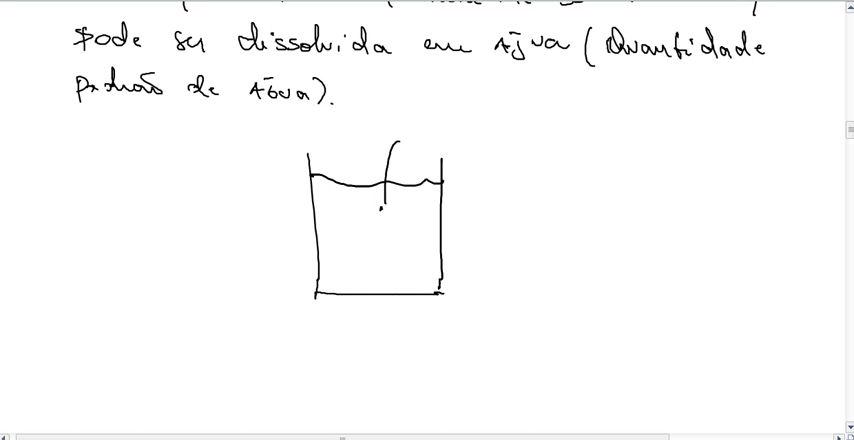 pode ser dissolvida em água (Quantidade
padrão de Água).